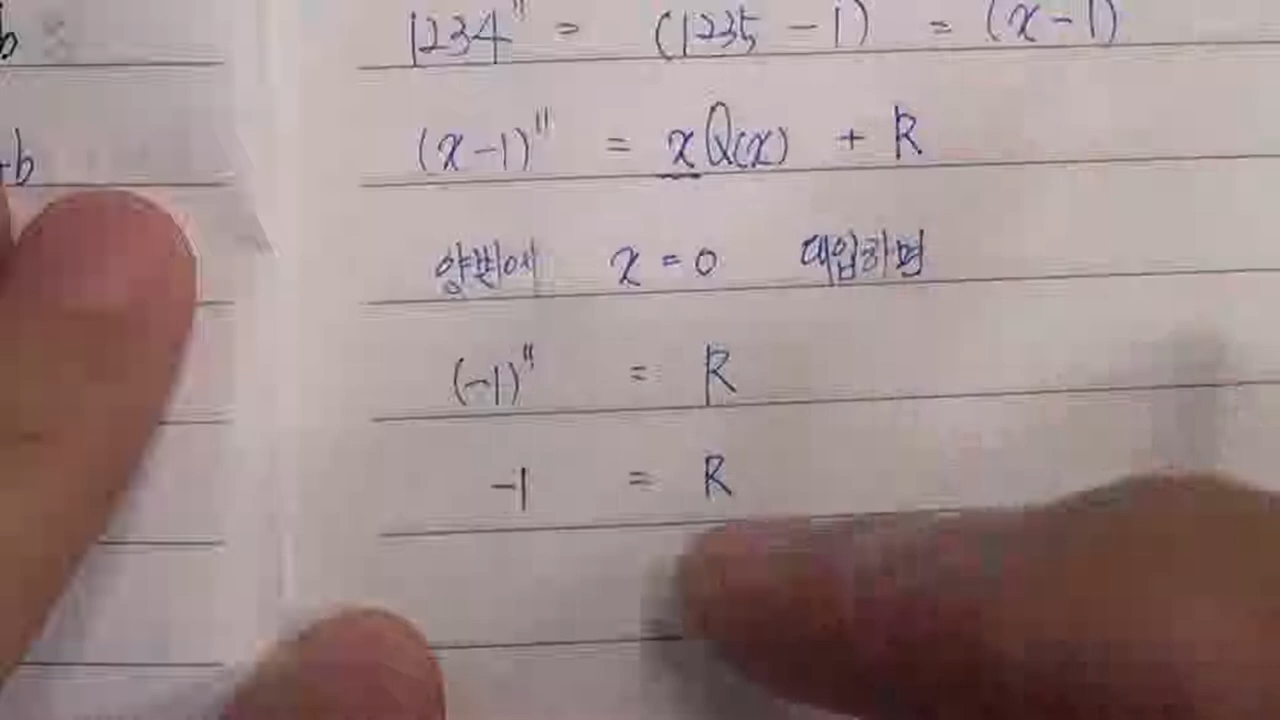 b
+b
1234¹¹ = (1235 - 1) = (x-1)
(x-1)¹¹ = xQ(x) + R
양변에 x = 0 대입하면
(-1)¹¹ = R
-1 = R